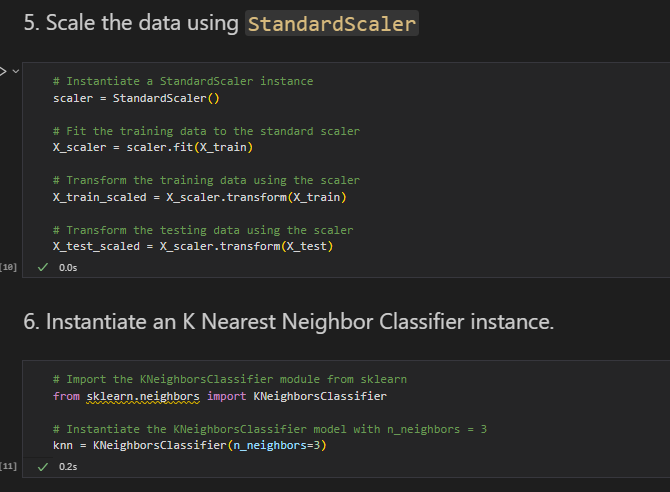 5. Scale the data using StandardScaler
# Instantiate a StandardScaler instance
scaler = StandardScaler()
# Fit the training data to the standard scaler
X_scaler = scaler.fit(X_train)
# Transform the training data using the scaler
X_train_scaled = X_scaler.transform(X_train)
# Transform the testing data using the scaler
X_test_scaled = X_scaler.transform(X_test)
[10] ✓ 0.0s
6. Instantiate an K Nearest Neighbor Classifier instance.
# Import the KNeighborsClassifier module from sklearn
from sklearn.neighbors import KNeighborsClassifier
# Instantiate the KNeighborsClassifier model with n_neighbors = 3
knn = KNeighborsClassifier(n_neighbors=3)
[11] ✓ 0.2s